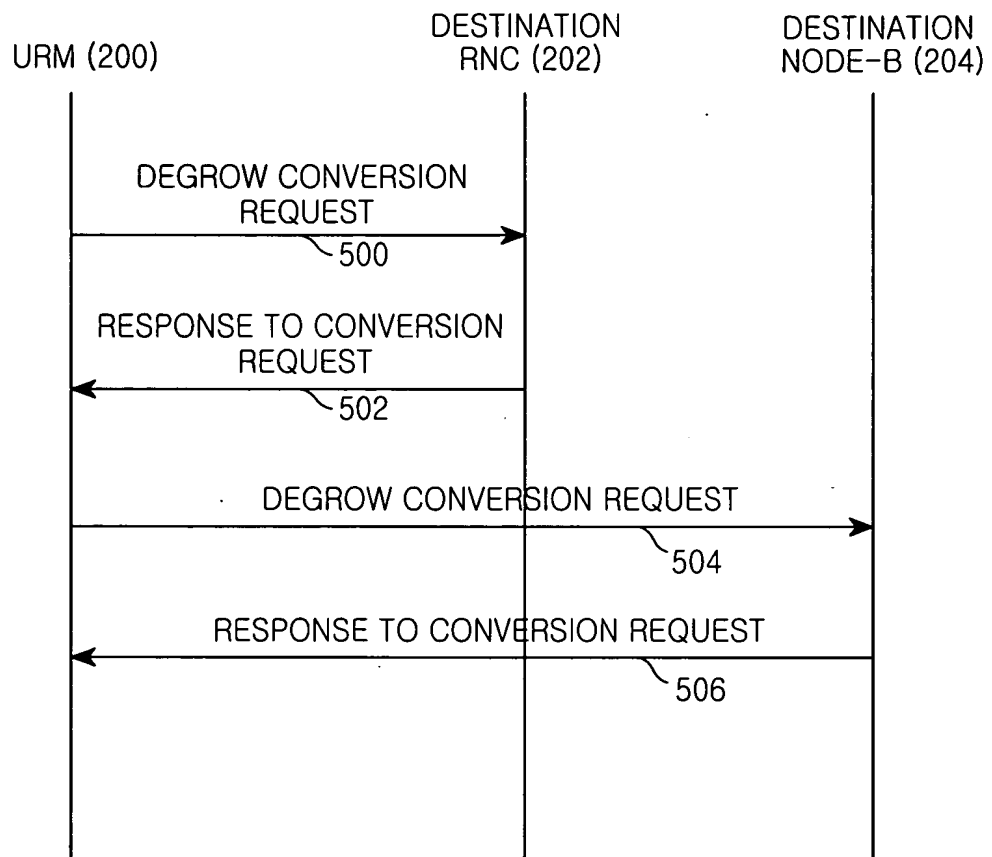 URM (200)
DESTINATION
RNC (202)
DESTINATION
NODE-B (204)
DEGROW CONVERSION
REQUEST
500
RESPONSE TO CONVERSION
REQUEST
502
DEGROW CONVERSION REQUEST
504
RESPONSE TO CONVERSION REQUEST
506